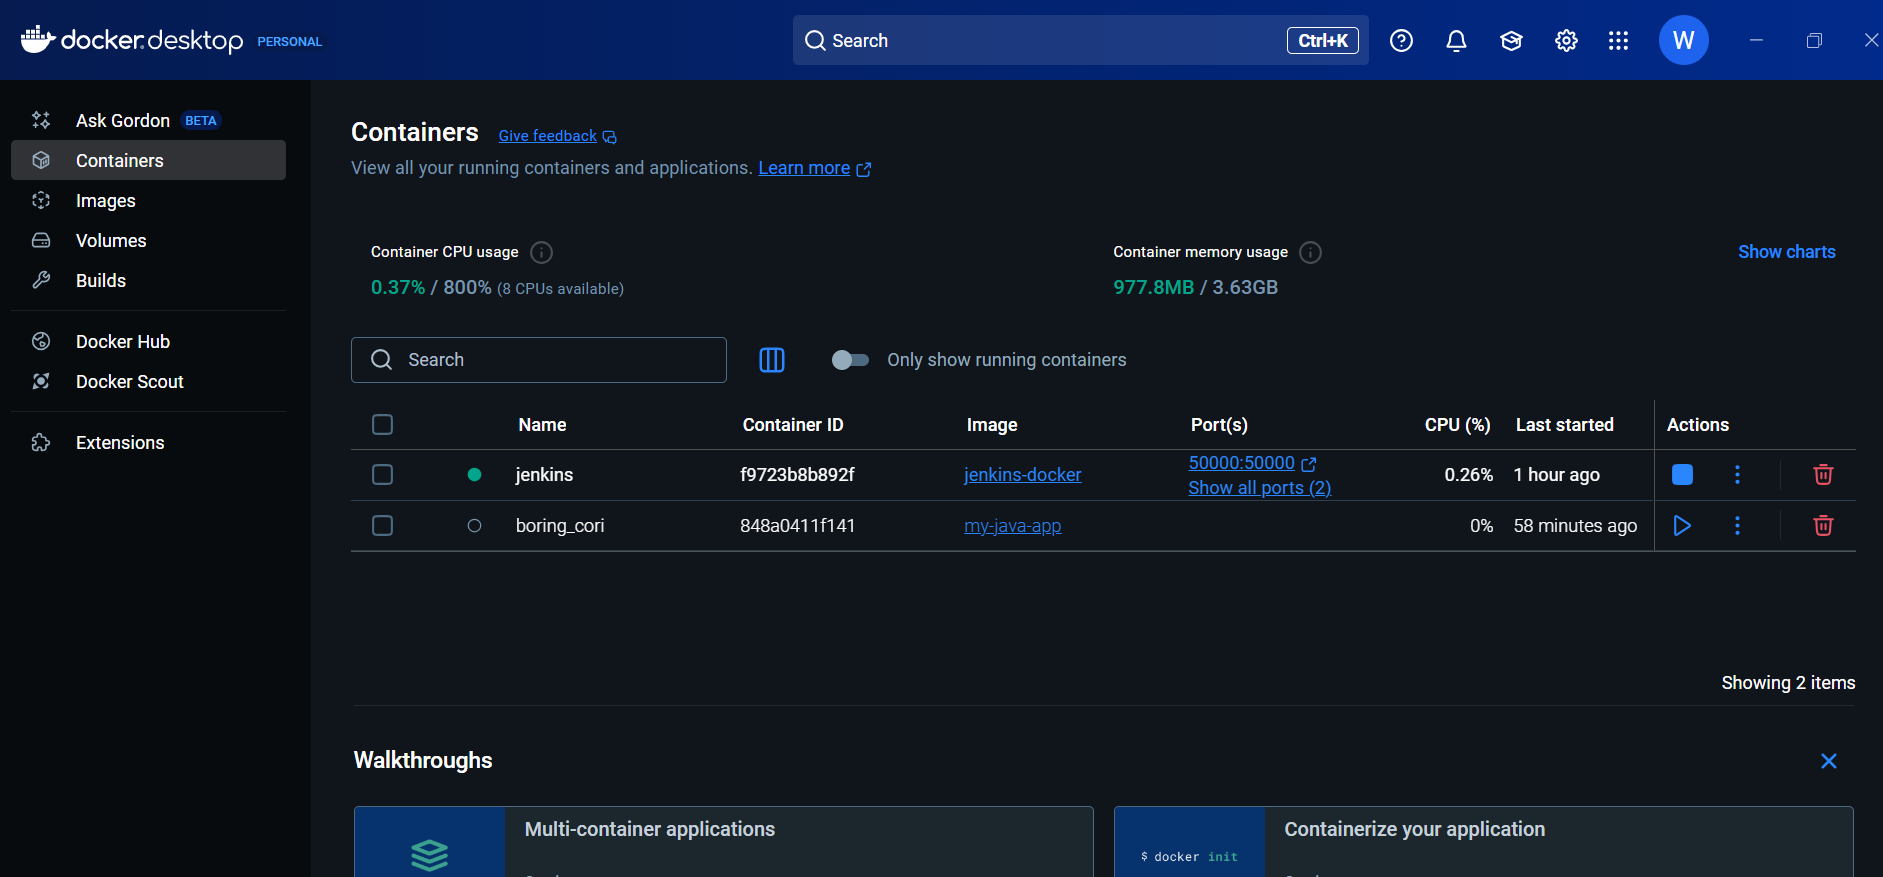 docker.desktop PERSONAL
Search Ctrl+K
W
Ask Gordon BETA
Containers
Images
Volumes
Builds
Docker Hub
Docker Scout
Extensions
Containers Give feedback
View all your running containers and applications. Learn more
Container CPU usage
0.37% / 800% (8 CPUs available)
Container memory usage
977.8MB / 3.63GB
Show charts
Search
Only show running containers
Name Container ID Image Port(s) CPU (%) Last started Actions
jenkins f9723b8b892f jenkins-docker 50000:50000 0.26% 1 hour ago
Show all ports (2)
boring_cori 848a0411f141 my-java-app 0% 58 minutes ago
Showing 2 items
Walkthroughs
Multi-container applications
$ docker init
Containerize your application